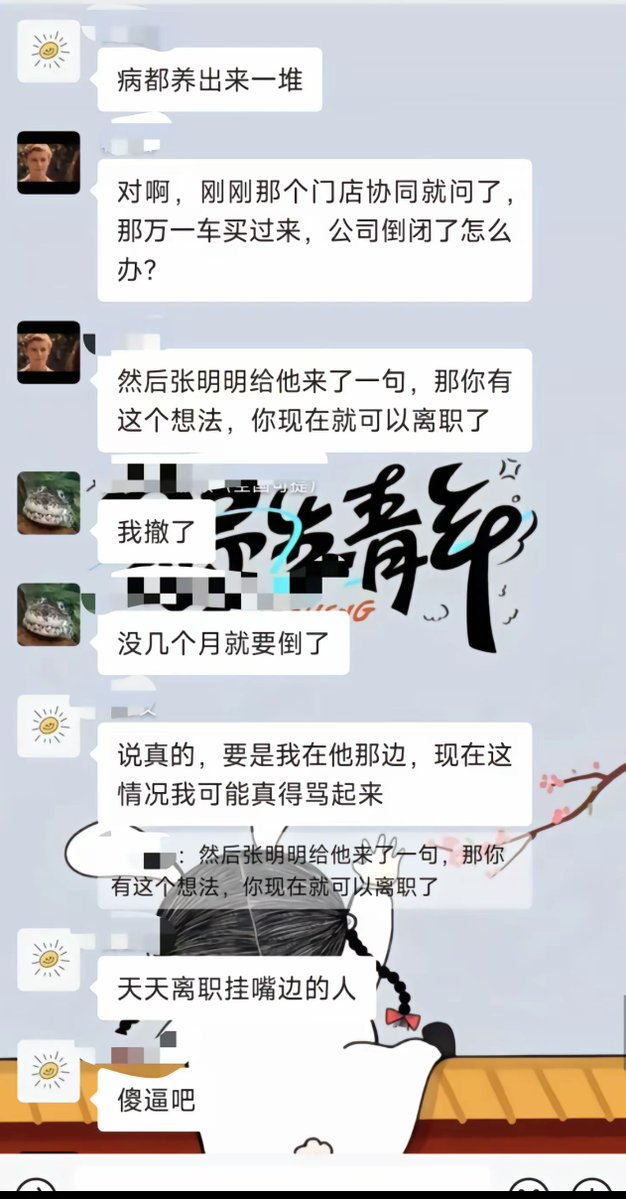 病都养出来一堆
对啊，刚刚那个门店协同就问了，
那万一车买过来，公司倒闭了怎么
办？
然后张明明给他来了一句，那你有
这个想法，你现在就可以离职了
我撤了
青年
没几个月就要倒了
说真的，要是我在他那边，现在这
情况我可能真得骂起来
：然后张明明给他来了一句，那你
有这个想法，你现在就可以离职了
天天离职挂嘴边的人
傻逼吧